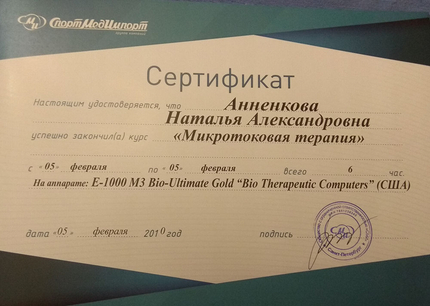 СпортМедИмпорт
Сертификат
Настоящим удостоверяется, что Анненкова
Наталья Александровна
успешно закончил(а) курс «Микротоковая терапия»
с «05» февраля по «05» февраля всего 6 час.
На аппарате: E-1000 M3 Bio-Ultimate Gold “Bio Therapeutic Computers” (США)
дата «05» февраля 2010 год подпись